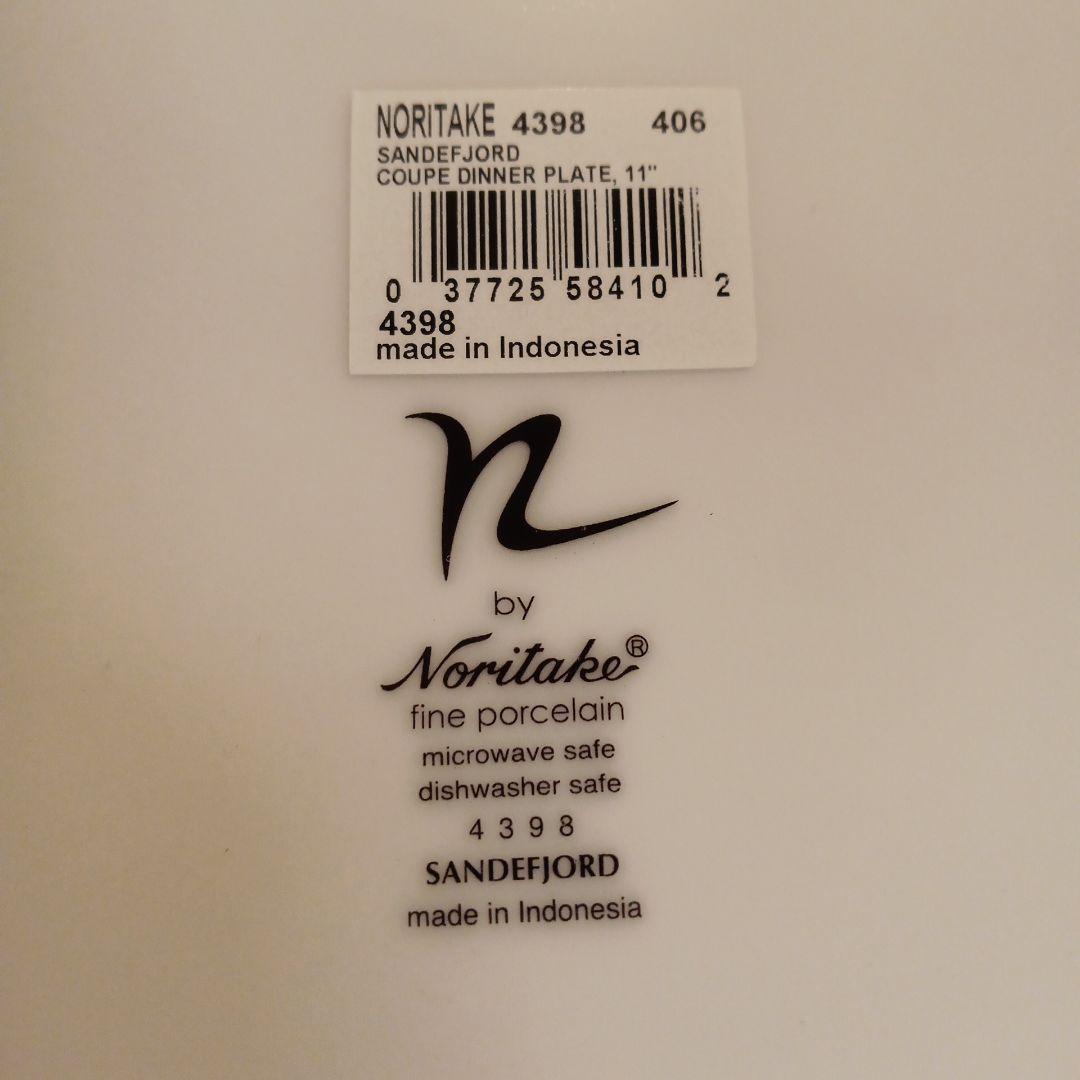 NORITAKE 4398 406
SANDEFJORD
COUPE DINNER PLATE, 11"
0 37725 58410 2
4398
made in Indonesia
n
by
Noritake®
fine porcelain
microwave safe
dishwasher safe
4 3 9 8
SANDEFJORD
made in Indonesia